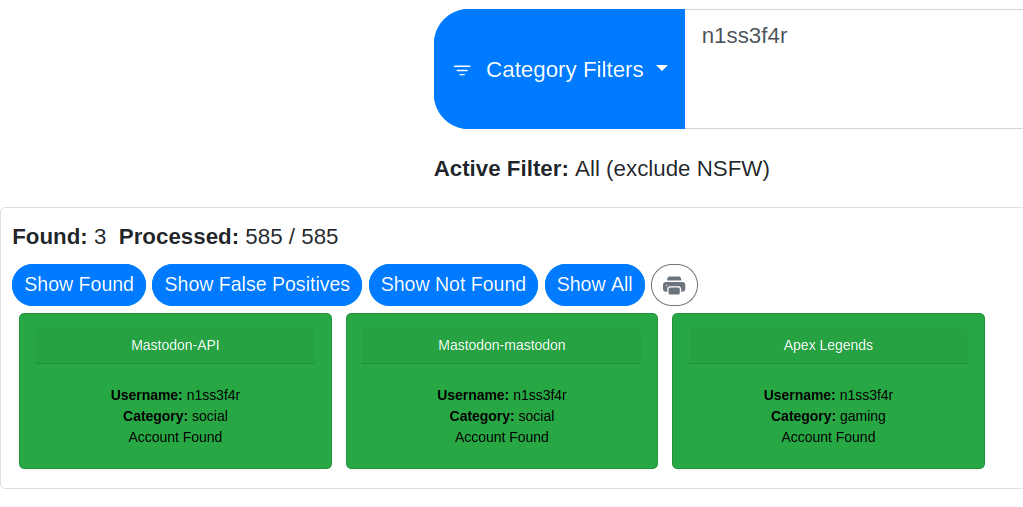 Category Filters
n1ss3f4r
Active Filter: All (exclude NSFW)
Found: 3 Processed: 585 / 585
Show Found Show False Positives Show Not Found Show All
Mastodon-API
Username: n1ss3f4r
Category: social
Account Found
Mastodon-mastodon
Username: n1ss3f4r
Category: social
Account Found
Apex Legends
Username: n1ss3f4r
Category: gaming
Account Found